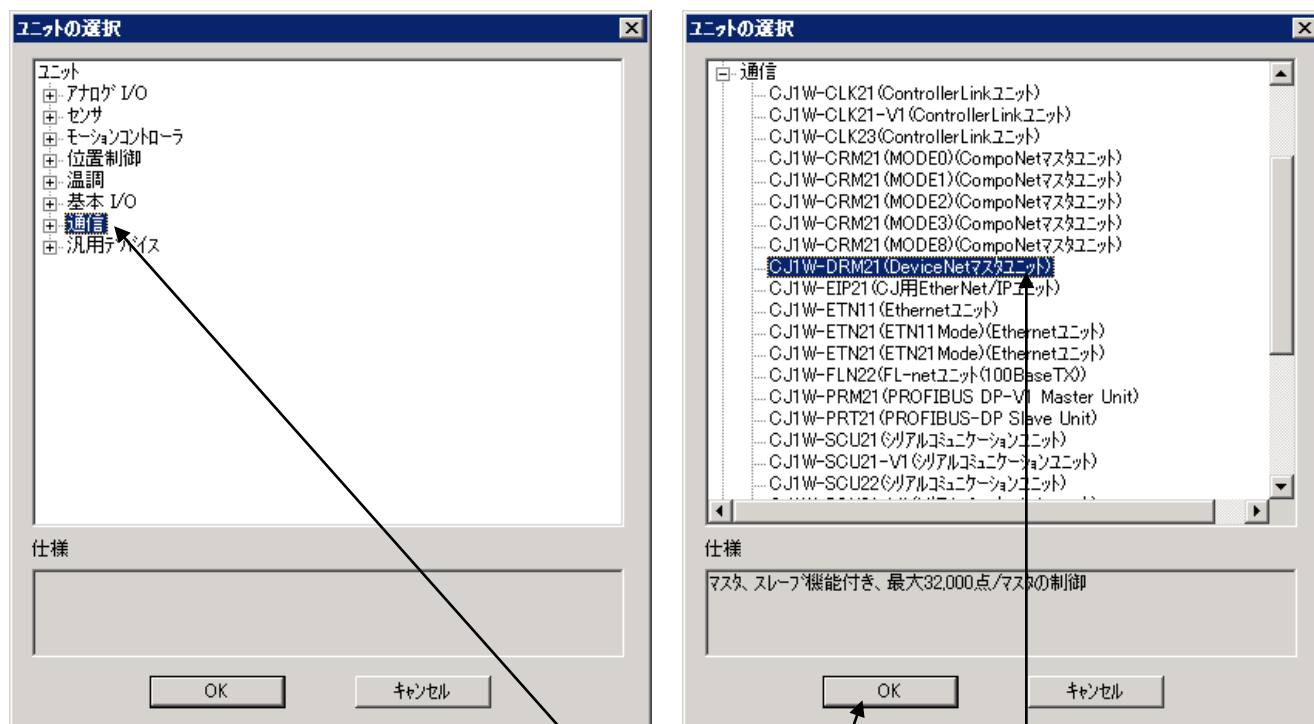 ユニットの選択
ユニット
アナログ I/O
センサ
モーションコントローラ
位置制御
温調
基本 I/O
通信
汎用デバイス
仕様
OK
キャンセル
ユニットの選択
通信
CJ1W-CLK21(ControllerLinkユニット)
CJ1W-CLK21-V1(ControllerLinkユニット)
CJ1W-CLK23(ControllerLinkユニット)
CJ1W-CRM21(MODE0)(CompoNetマスタユニット)
CJ1W-CRM21(MODE1)(CompoNetマスタユニット)
CJ1W-CRM21(MODE2)(CompoNetマスタユニット)
CJ1W-CRM21(MODE3)(CompoNetマスタユニット)
CJ1W-CRM21(MODE8)(CompoNetマスタユニット)
CJ1W-DRM21(DeviceNetマスタユニット)
CJ1W-EIP21(CJ用EtherNet/IPユニット)
CJ1W-ETN11(Ethernetユニット)
CJ1W-ETN21(ETN11Mode)(Ethernetユニット)
CJ1W-ETN21(ETN21Mode)(Ethernetユニット)
CJ1W-FLN22(FL-netユニット(100BaseTX))
CJ1W-PRM21(PROFIBUS DP-V1 Master Unit)
CJ1W-PRT21(PROFIBUS-DP Slave Unit)
CJ1W-SCU21(シリアルコミュニケーションユニット)
CJ1W-SCU21-V1(シリアルコミュニケーションユニット)
CJ1W-SCU22(シリアルコミュニケーションユニット)
仕様
マスタ、スレーブ機能付き、最大32,000点/マスタの制御
OK
キャンセル